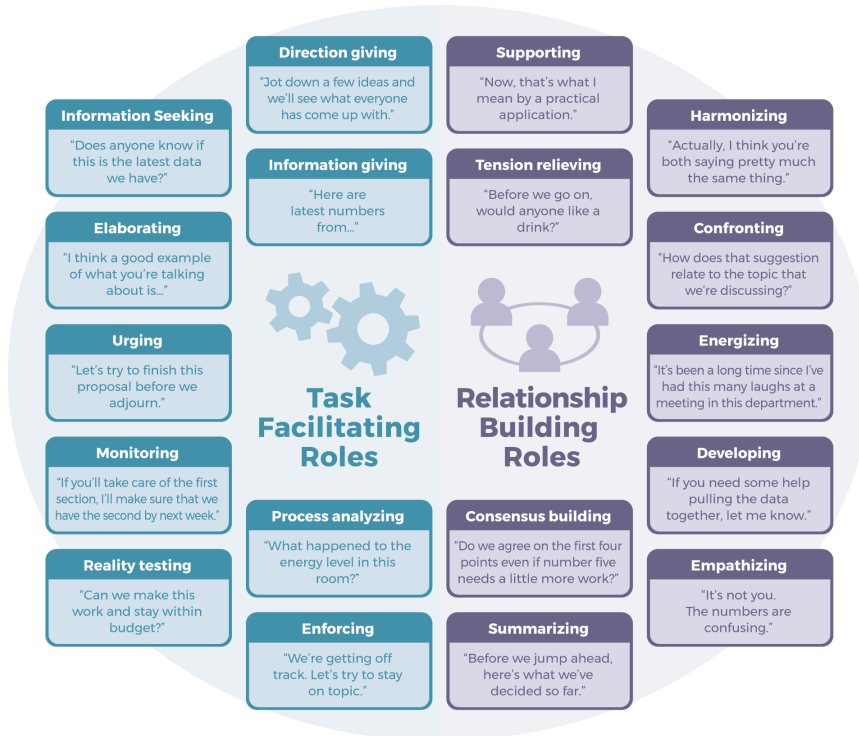 Direction giving
“Jot down a few ideas and
we’ll see what everyone
has come up with.”
Supporting
“Now, that’s what I
mean by a practical
application.”
Information Seeking
“Does anyone know if
this is the latest data
we have?”
Harmonizing
“Actually, I think you’re
both saying pretty much
the same thing.”
Information giving
“Here are
latest numbers
from...”
Tension relieving
“Before we go on,
would anyone like a
drink?”
Elaborating
“I think a good example
of what you’re talking
about is...”
Confronting
“How does that suggestion
relate to the topic that
we’re discussing?”
Urging
“Let’s try to finish this
proposal before we
adjourn.”
Energizing
“It’s been a long time since I’ve
had this many laughs at a
meeting in this department.”
Task
Facilitating
Roles
Relationship
Building
Roles
Monitoring
“If you’ll take care of the first
section, I’ll make sure that we
have the second by next week.”
Developing
“If you need some help
pulling the data
together, let me know.”
Process analyzing
“What happened to the
energy level in this
room?”
Consensus building
“Do we agree on the first four
points even if number five
needs a little more work?”
Reality testing
“Can we make this
work and stay within
budget?”
Empathizing
“It’s not you.
The numbers are
confusing.”
Enforcing
“We’re getting off
track. Let’s try to stay
on topic.”
Summarizing
“Before we jump ahead,
here’s what we’ve
decided so far.”